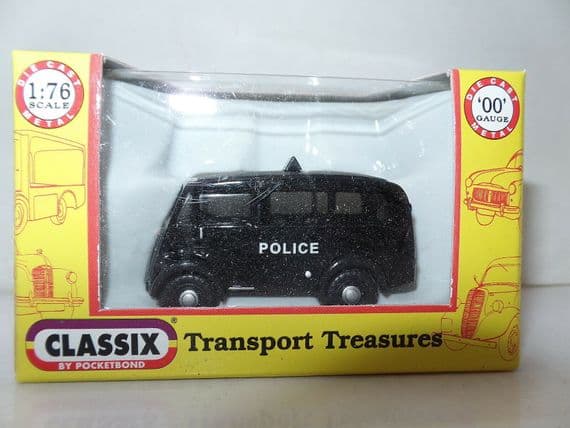 DIE CAST
1:76
SCALE
METAL
DIE CAST
'00'
GAUGE
METAL
POLICE
CLASSIX®
BY POCKETBOND
Transport Treasures